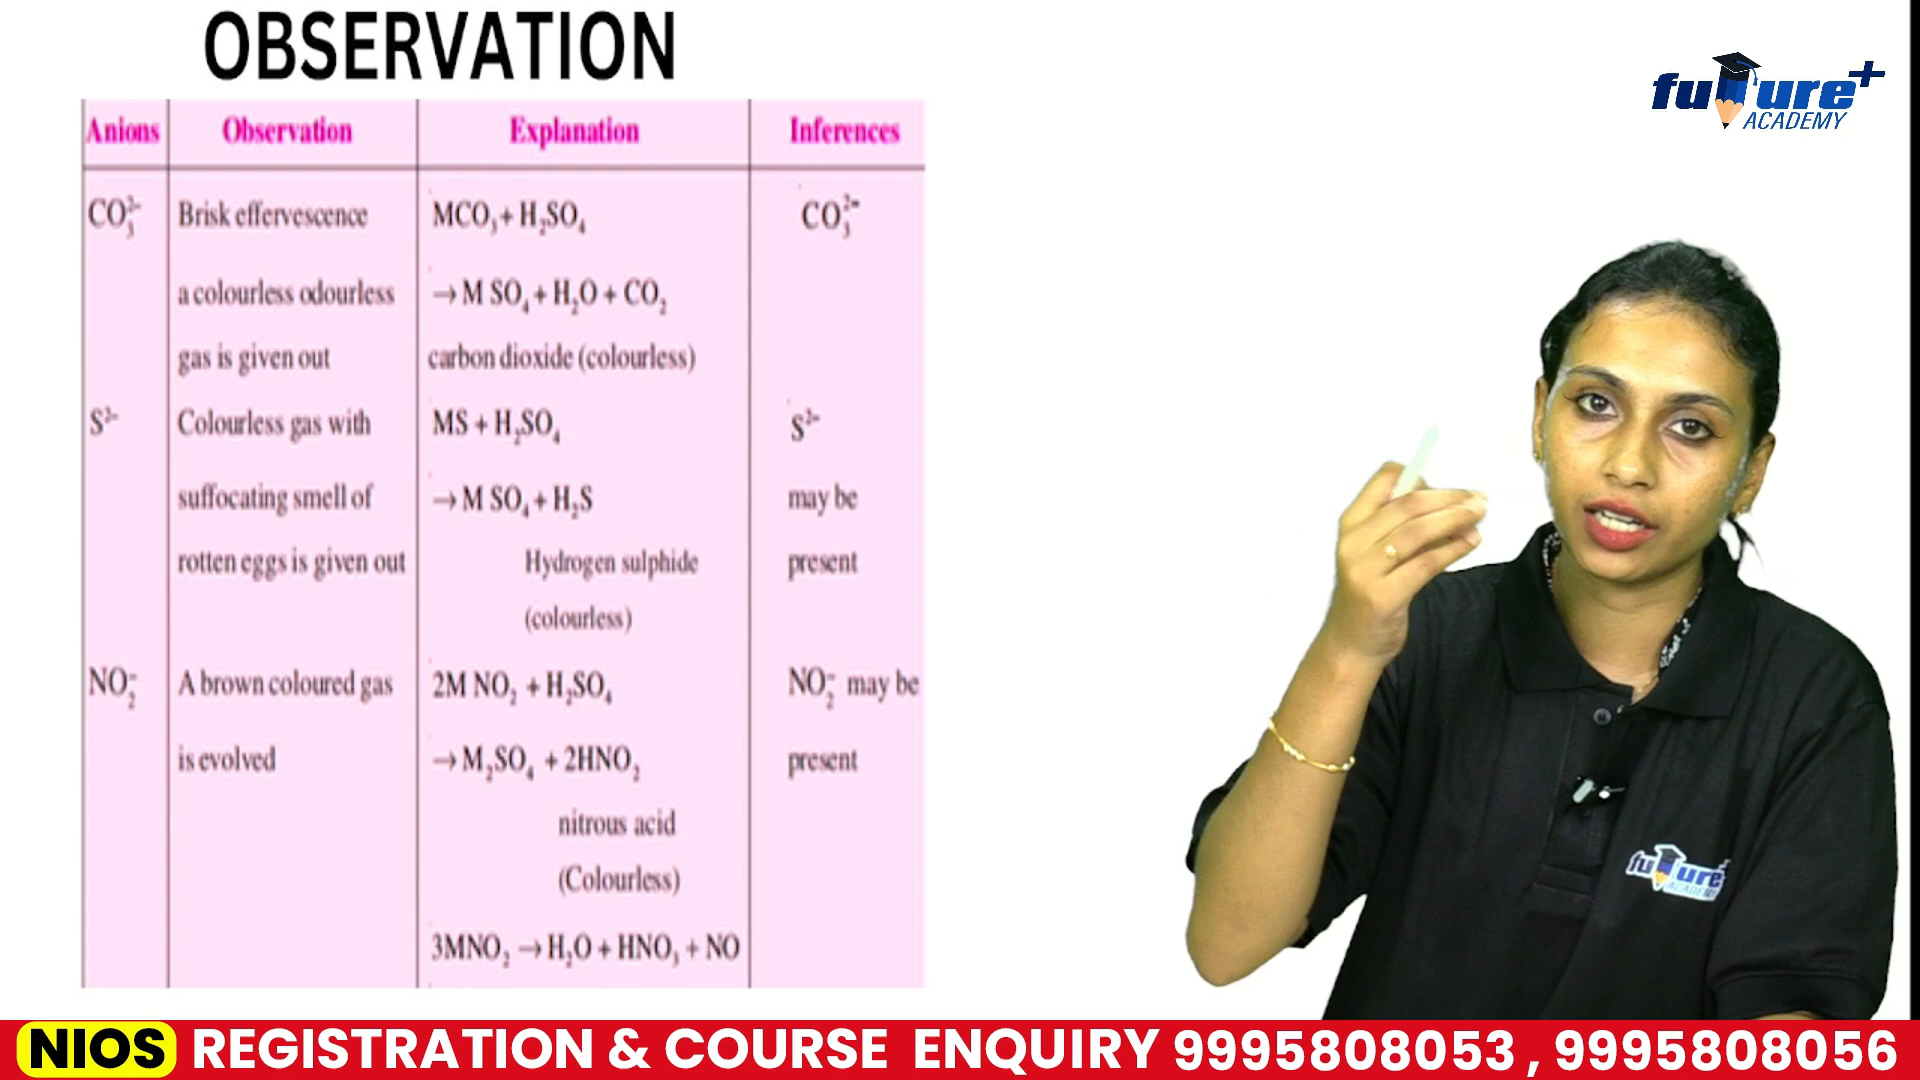 OBSERVATION
future+
ACADEMY
Anions Observation Explanation Inferences
CO₃²⁻ Brisk effervescence MCO₃ + H₂SO₄ CO₃²⁻
a colourless odourless → M SO₄ + H₂O + CO₂
gas is given out carbon dioxide (colourless)
S²⁻ Colourless gas with MS + H₂SO₄ S²⁻
suffocating smell of → M SO₄ + H₂S may be
rotten eggs is given out Hydrogen sulphide present
(colourless)
NO₂⁻ A brown coloured gas 2M NO₂ + H₂SO₄ NO₂⁻ may be
is evolved → M₂SO₄ + 2HNO₂ present
nitrous acid
(Colourless)
3MNO₂ → H₂O + HNO₃ + NO
future
ACADEMY
NIOS REGISTRATION & COURSE ENQUIRY 9995808053 , 9995808056